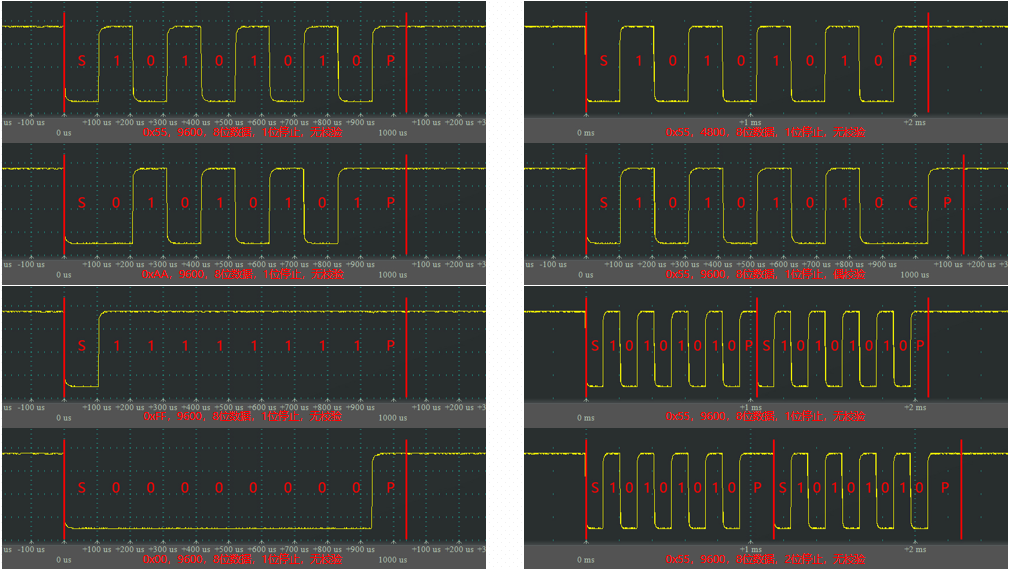 S 1 0 1 0 1 0 1 0 P
us -100 us +100 us +200 us +300 us +400 us +500 us +600 us +700 us +800 us +900 us +100 us +200 us +3
0 us 1000 us
0x55，9600，8位数据，1位停止，无校验
S 0 1 0 1 0 1 0 1 P
us -100 us +100 us +200 us +300 us +400 us +500 us +600 us +700 us +800 us +900 us +100 us +200 us +3
0 us 1000 us
0xAA，9600，8位数据，1位停止，无校验
S 1 1 1 1 1 1 1 1 P
us -100 us +100 us +200 us +300 us +400 us +500 us +600 us +700 us +800 us +900 us +100 us +200 us +3
0 us 1000 us
0xFF，9600，8位数据，1位停止，无校验
S 0 0 0 0 0 0 0 0 P
us -100 us +100 us +200 us +300 us +400 us +500 us +600 us +700 us +800 us +900 us +100 us +200 us +3
0 us 1000 us
0x00，9600，8位数据，1位停止，无校验
S 1 0 1 0 1 0 1 0 P
+1 ms +2 ms
0 ms
0x55，4800，8位数据，1位停止，无校验
S 1 0 1 0 1 0 1 0 C P
us -100 us +100 us +200 us +300 us +400 us +500 us +600 us +700 us +800 us +900 us +100 us +200 us +3
0 us 1000 us
0x55，9600，8位数据，1位停止，偶校验
S 1 0 1 0 1 0 1 0 P S 1 0 1 0 1 0 1 0 P
+1 ms +2 ms
0 ms
0x55，9600，8位数据，1位停止，无校验
S 1 0 1 0 1 0 1 0 P S 1 0 1 0 1 0 1 0 P
+1 ms +2 ms
0 ms
0x55，9600，8位数据，2位停止，无校验